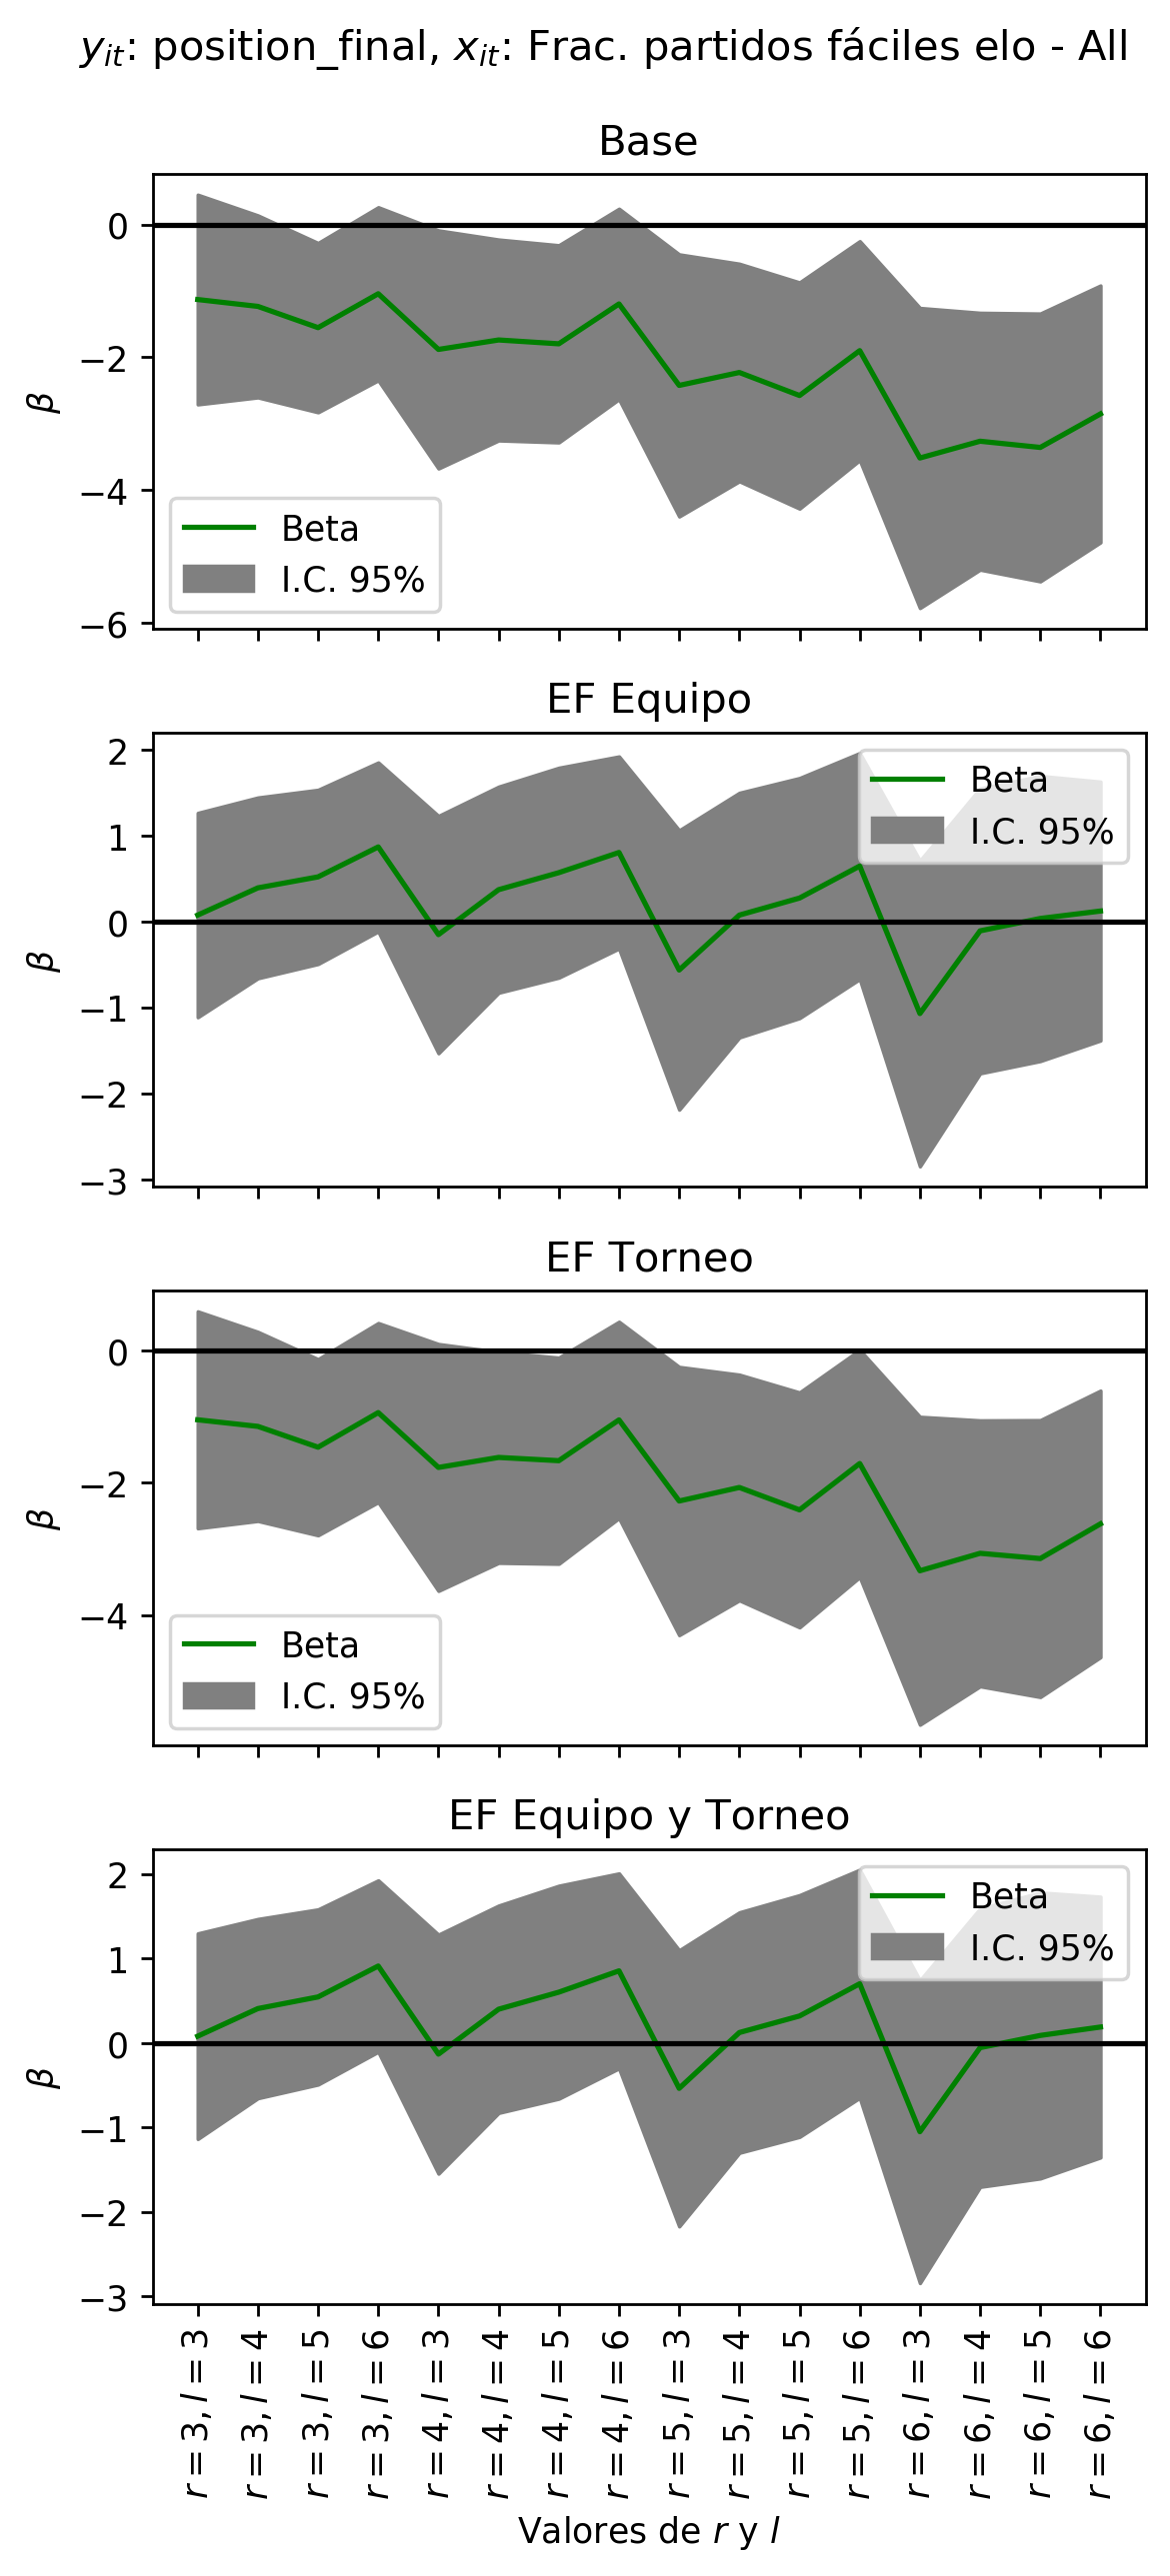 y_it: position_final, x_it: Frac. partidos fáciles elo - All
Base
0
−2
−4
−6
β
Beta
I.C. 95%
EF Equipo
2
1
0
−1
−2
−3
β
Beta
I.C. 95%
EF Torneo
0
−2
−4
β
Beta
I.C. 95%
EF Equipo y Torneo
2
1
0
−1
−2
−3
β
Beta
I.C. 95%
r = 3, l = 3
r = 3, l = 4
r = 3, l = 5
r = 3, l = 6
r = 4, l = 3
r = 4, l = 4
r = 4, l = 5
r = 4, l = 6
r = 5, l = 3
r = 5, l = 4
r = 5, l = 5
r = 5, l = 6
r = 6, l = 3
r = 6, l = 4
r = 6, l = 5
r = 6, l = 6
Valores de r y l